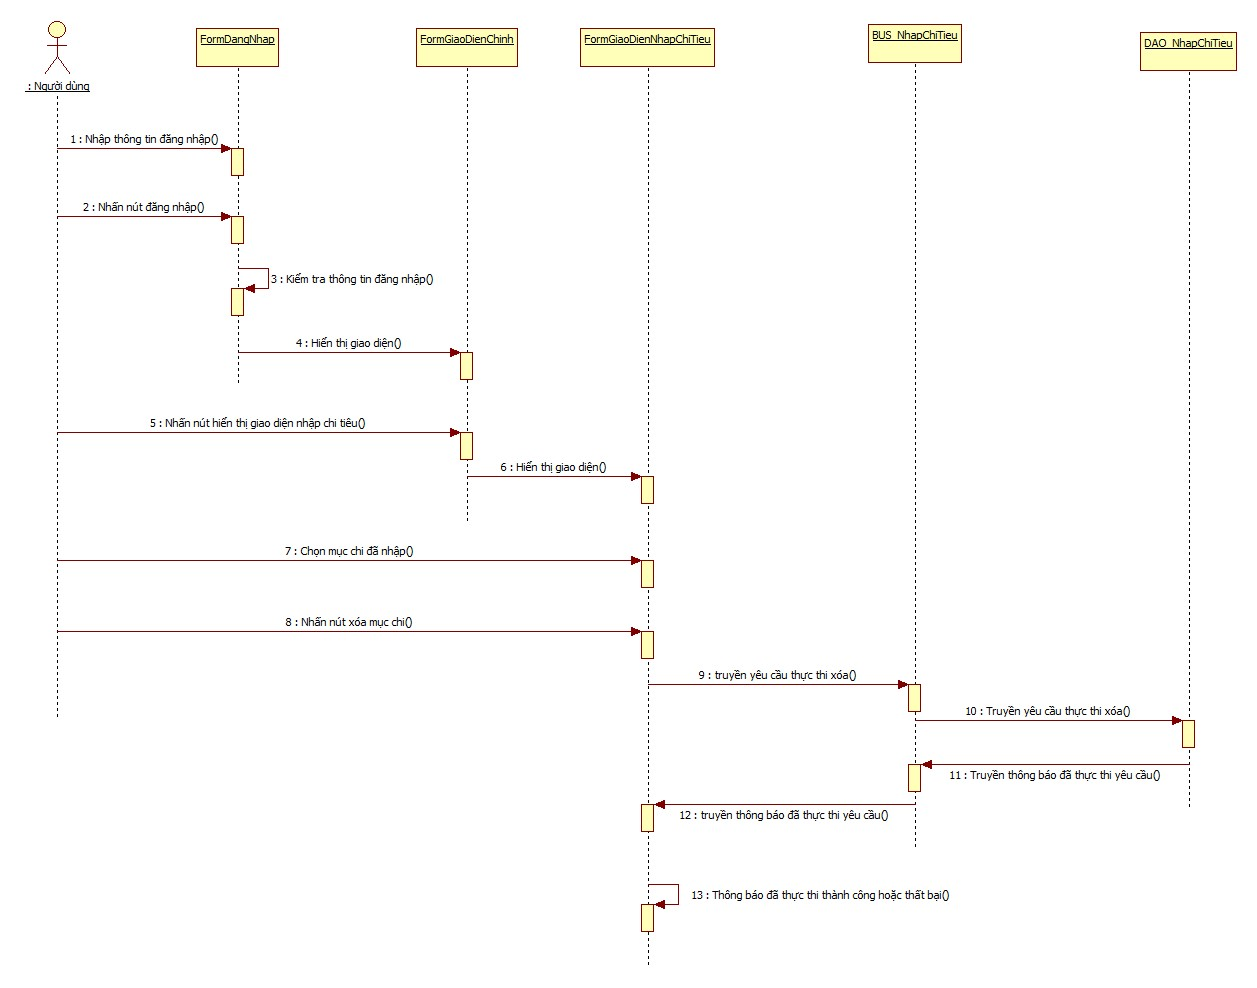 FormDangNhap
FormGiaoDienChinh
FormGiaoDienNhapChiTieu
BUS_NhapChiTieu
DAO_NhapChiTieu
: Người dùng
1 : Nhập thông tin đăng nhập()
2 : Nhấn nút đăng nhập()
3 : Kiểm tra thông tin đăng nhập()
4 : Hiển thị giao diện()
5 : Nhấn nút hiển thị giao diện nhập chi tiêu()
6 : Hiển thị giao diện()
7 : Chọn mục chi đã nhập()
8 : Nhấn nút xóa mục chi()
9 : truyền yêu cầu thực thi xóa()
10 : Truyền yêu cầu thực thi xóa()
11 : Truyền thông báo đã thực thi yêu cầu()
12 : truyền thông báo đã thực thi yêu cầu()
13 : Thông báo đã thực thi thành công hoặc thất bại()